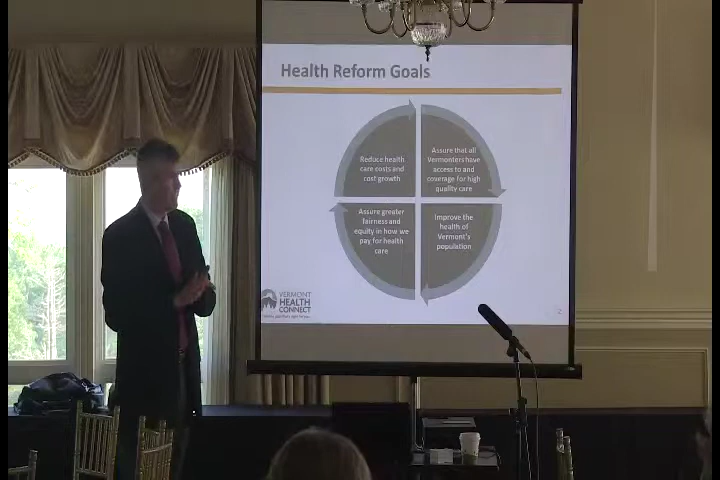 Health Reform Goals
Reduce health
care costs and
cost growth
Assure that all
Vermonters have
access to and
coverage for high
quality care
Assure greater
fairness and
equity in how we
pay for health
care
Improve the
health of
Vermont's
population
VERMONT
HEALTH
CONNECT
2